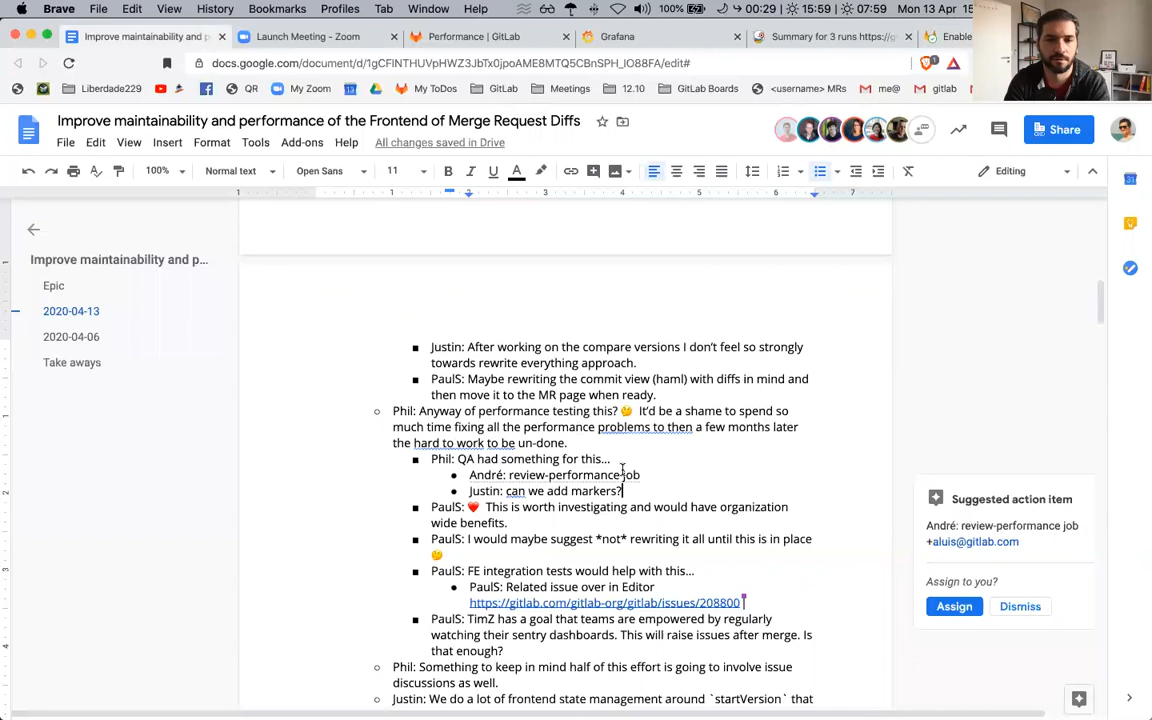 Brave File Edit View History Bookmarks Profiles Tab Window Help 100% 00:29 15:59 07:59 Mon 13 Apr
Improve maintainability and p Launch Meeting - Zoom Performance | GitLab Grafana Summary for 3 runs https://g Enable
docs.google.com/document/d/
QR Liberdade229 QR My Zoom My ToDos GitLab Meetings 12.10 GitLab Boards <username> MRs me@ gitlab
Improve maintainability and performance of the Frontend of Merge Request Diffs
Share
File Edit View Insert Format Tools Add-ons Help All changes saved in Drive
100% Normal text Open Sans 11 B I U A Editing
1 1 2 3 4 5 6 7
Improve maintainability and p...
Epic
2020-04-13
2020-04-06
Take aways
Justin: After working on the compare versions I don't feel so strongly
towards rewrite everything approach.
PaulS: Maybe rewriting the commit view (haml) with diffs in mind and
then move it to the MR page when ready.
Phil: Anyway of performance testing this? 🤔 It'd be a shame to spend so
much time fixing all the performance problems to then a few months later
the hard to work to be un-done.
Phil: QA had something for this...
André: review-performance-job
Justin: can we add markers?
PaulS: ❤️ This is worth investigating and would have organization
wide benefits.
PaulS: I would maybe suggest *not* rewriting it all until this is in place
🤔
PaulS: FE integration tests would help with this...
PaulS: Related issue over in Editor
https://gitlab.com/gitlab-org/gitlab/issues/208800
PaulS: TimZ has a goal that teams are empowered by regularly
watching their sentry dashboards. This will raise issues after merge. Is
that enough?
Phil: Something to keep in mind half of this effort is going to involve issue
discussions as well.
Justin: We do a lot of frontend state management around `startVersion` that
Suggested action item
André: review-performance job
+aluis@gitlab.com
Assign to you?
Assign Dismiss